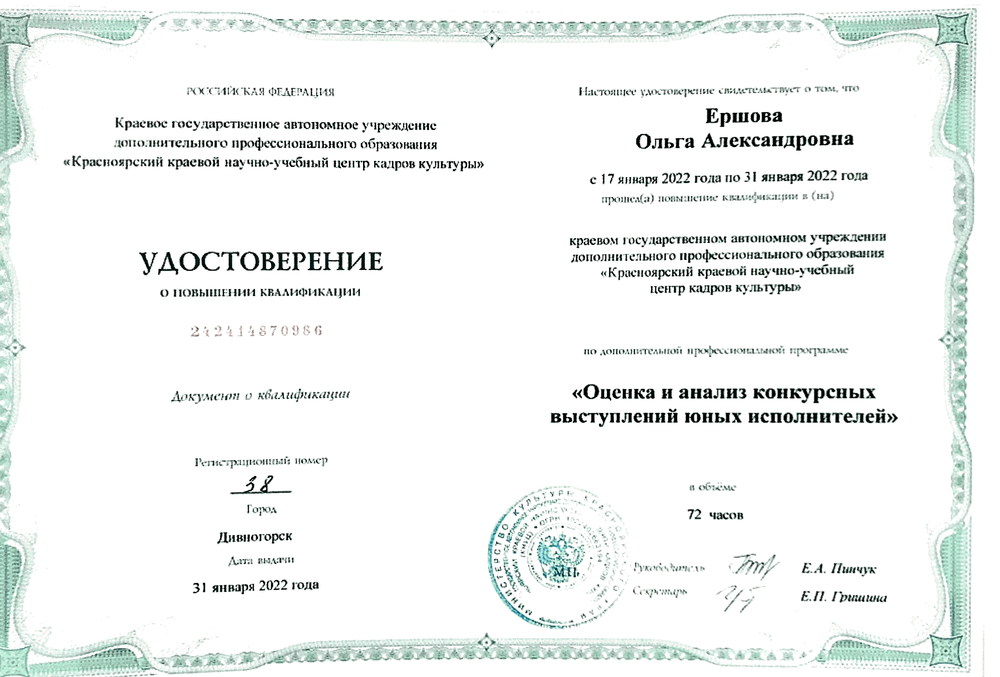 РОССИЙСКАЯ ФЕДЕРАЦИЯ
Краевое государственное автономное учреждение
дополнительного профессионального образования
«Красноярский краевой научно-учебный центр кадров культуры»
УДОСТОВЕРЕНИЕ
О ПОВЫШЕНИИ КВАЛИФИКАЦИИ
242414870986
Документ о квалификации
Регистрационный номер
38
Город
Дивногорск
Дата выдачи
31 января 2022 года
Настоящее удостоверение свидетельствует о том, что
Ершова
Ольга Александровна
с 17 января 2022 года по 31 января 2022 года
прошел(а) повышение квалификации в (на)
краевом государственном автономном учреждении
дополнительного профессионального образования
«Красноярский краевой научно-учебный
центр кадров культуры»
по дополнительной профессиональной программе
«Оценка и анализ конкурсных
выступлений юных исполнителей»
в объёме
72 часов
МИНИСТЕРСТВО КУЛЬТУРЫ КРАСНОЯРСКОГО КРАЯ
М.П.
Руководитель Е.А. Пинчук
Секретарь Е.П. Гришина